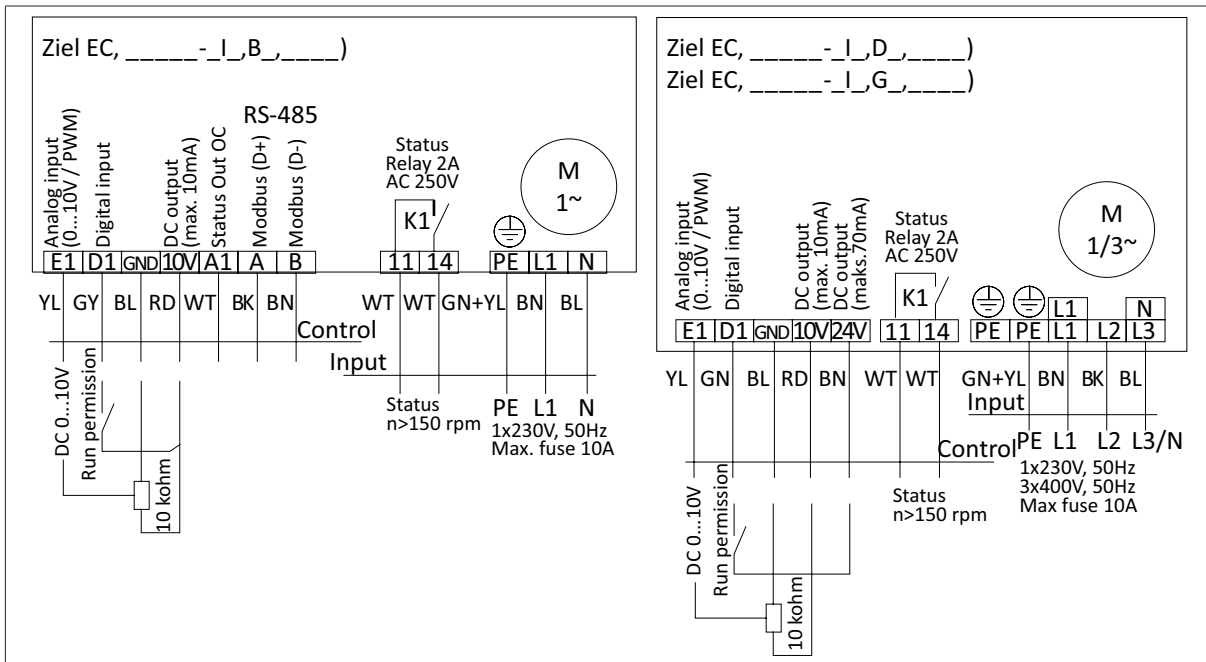 Ziel EC, _____-_I_,B_,____)
RS-485
Analog input
(0...10V / PWM)
Digital input
DC output
(max. 10mA)
Status Out OC
Modbus (D+)
Modbus (D-)
Status
Relay 2A
AC 250V
K1
M
1~
E1 D1 GND 10V A1 A B 11 14 PE L1 N
YL GY BL RD WT BK BN WT WT GN+YL BN BL
Control
Input
DC 0...10V
Run permission
10 kohm
Status
n>150 rpm
PE L1 N
1x230V, 50Hz
Max. fuse 10A
Ziel EC, _____-_I_,D_,____)
Ziel EC, _____-_I_,G_,____)
Analog input
(0...10V / PWM)
Digital input
DC output
(max. 10mA)
DC output
(maks.70mA)
Status
Relay 2A
AC 250V
K1
M
1/3~
L1 N
E1 D1 GND 10V 24V 11 14 PE PE L1 L2 L3
YL GN BL RD BN WT WT GN+YL BN BK BL
Input
Control
PE L1 L2 L3/N
1x230V, 50Hz
3x400V, 50Hz
Max fuse 10A
Status
n>150 rpm
DC 0...10V
Run permission
10 kohm